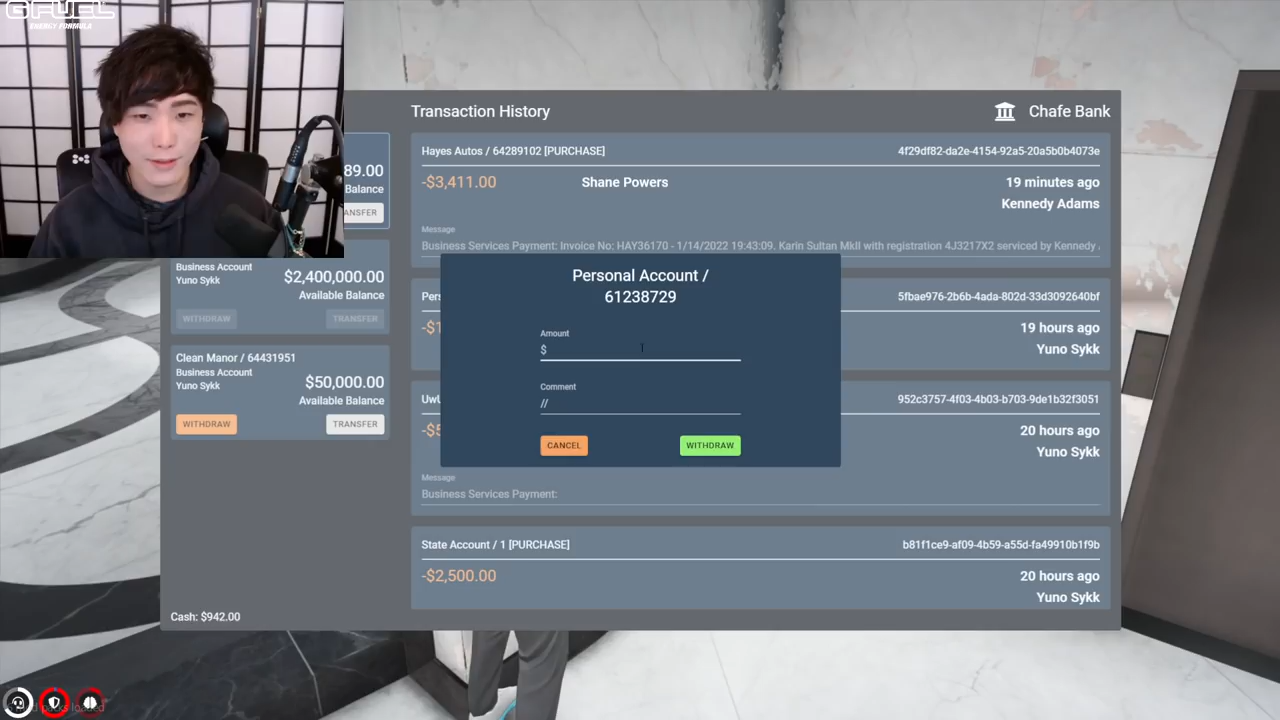 GFUEL
ENERGY FORMULA
Transaction History
Chafe Bank
89.00
Balance
Business Account
Yuno Sykk
$2,400,000.00
Available Balance
WITHDRAW
TRANSFER
Clean Manor / 64431951
Business Account
Yuno Sykk
$50,000.00
Available Balance
WITHDRAW
TRANSFER
Cash: $942.00
Hayes Autos / 64289102 [PURCHASE]
4f29df82-da2e-4154-92a5-20a5b0b4073e
-$3,411.00
Shane Powers
19 minutes ago
Kennedy Adams
Message
Business Services Payment: Invoice No: HAY36170 - 1/14/2022 19:43:09. Karin Sultan MkII with registration 4J3217X2 serviced by Kennedy
5fbae976-2b6b-4ada-802d-33d3092640bf
19 hours ago
Yuno Sykk
952c3757-4f03-4b03-b703-9de1b32f3051
20 hours ago
Yuno Sykk
Message
Business Services Payment:
State Account / 1 [PURCHASE]
b81f1ce9-af09-4b59-a55d-fa49910b1f9b
-$2,500.00
20 hours ago
Yuno Sykk
Personal Account /
61238729
Amount
$
Comment
//
CANCEL
WITHDRAW